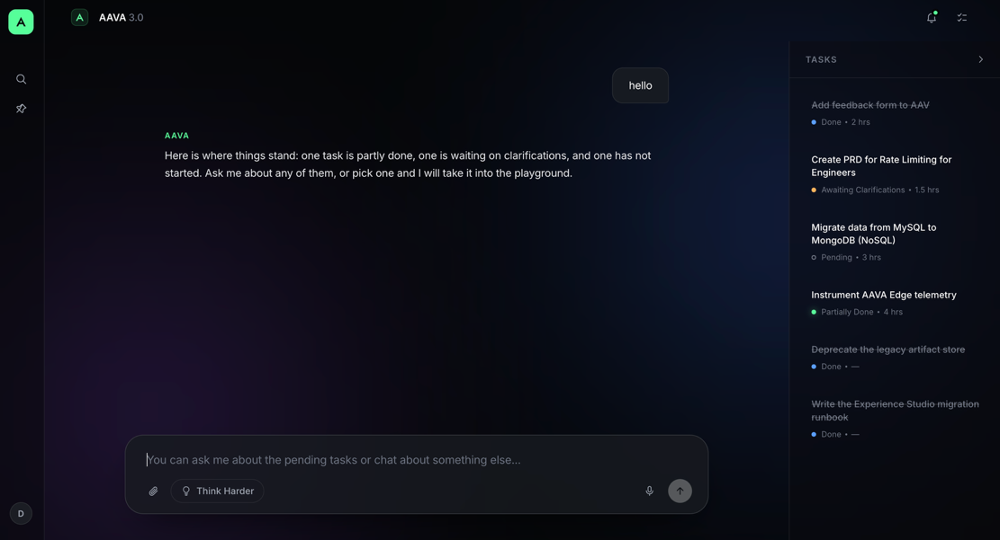 AAVA 3.0
hello
AAVA
Here is where things stand: one task is partly done, one is waiting on clarifications, and one has not
started. Ask me about any of them, or pick one and I will take it into the playground.
You can ask me about the pending tasks or chat about something else...
Think Harder
D
TASKS
Add feedback form to AAV
Done • 2 hrs
Create PRD for Rate Limiting for
Engineers
Awaiting Clarifications • 1.5 hrs
Migrate data from MySQL to
MongoDB (NoSQL)
Pending • 3 hrs
Instrument AAVA Edge telemetry
Partially Done • 4 hrs
Deprecate the legacy artifact store
Done • —
Write the Experience Studio migration
runbook
Done • —